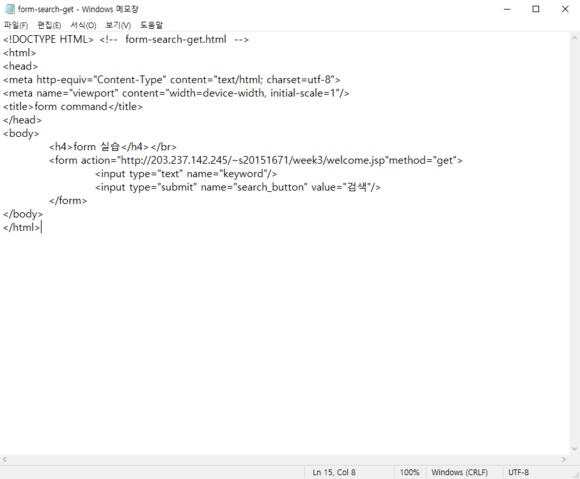 form-search-get - Windows 메모장
파일(F) 편집(E) 서식(O) 보기(V) 도움말
<!DOCTYPE HTML> <!-- form-search-get.html -->
<html>
<head>
<meta http-equiv="Content-Type" content="text/html; charset=utf-8">
<meta name="viewport" content="width=device-width, initial-scale=1"/>
<title>form command</title>
</head>
<body>
<h4>form 실습</h4></br>
<form action="http://203.237.142.245/~s20151671/week3/welcome.jsp"method="get">
<input type="text" name="keyword"/>
<input type="submit" name="search_button" value="검색"/>
</form>
</body>
</html>
Ln 15, Col 8 100% Windows (CRLF) UTF-8